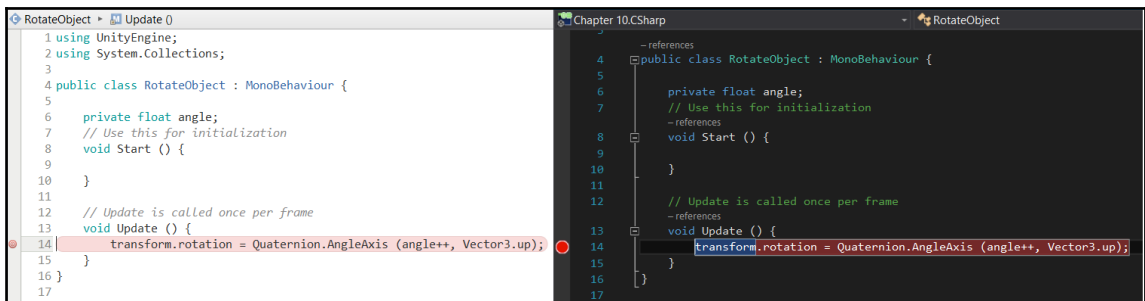 RotateObject ▸ Update ()
1 using UnityEngine;
2 using System.Collections;
3
4 public class RotateObject : MonoBehaviour {
5
6     private float angle;
7     // Use this for initialization
8     void Start () {
9
10     }
11
12     // Update is called once per frame
13     void Update () {
14         transform.rotation = Quaternion.AngleAxis (angle++, Vector3.up);
15     }
16 }
17
Chapter 10.CSharp
RotateObject
– references
4 public class RotateObject : MonoBehaviour {
5
6     private float angle;
7     // Use this for initialization
– references
8     void Start () {
9
10     }
11
12     // Update is called once per frame
– references
13     void Update () {
14         transform.rotation = Quaternion.AngleAxis (angle++, Vector3.up);
15     }
16 }
17